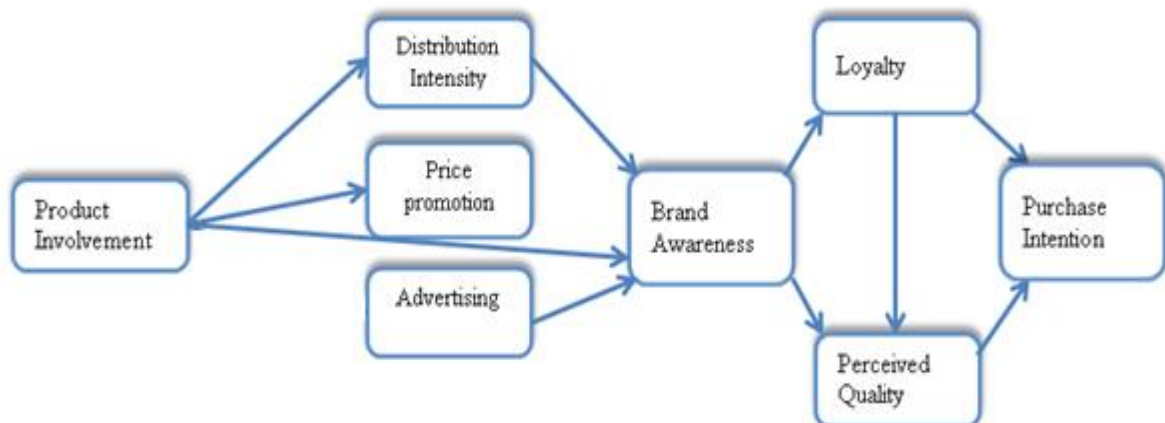 Distribution
Intensity
Loyalty
Price
promotion
Product
Involvement
Brand
Awareness
Purchase
Intention
Advertising
Perceived
Quality